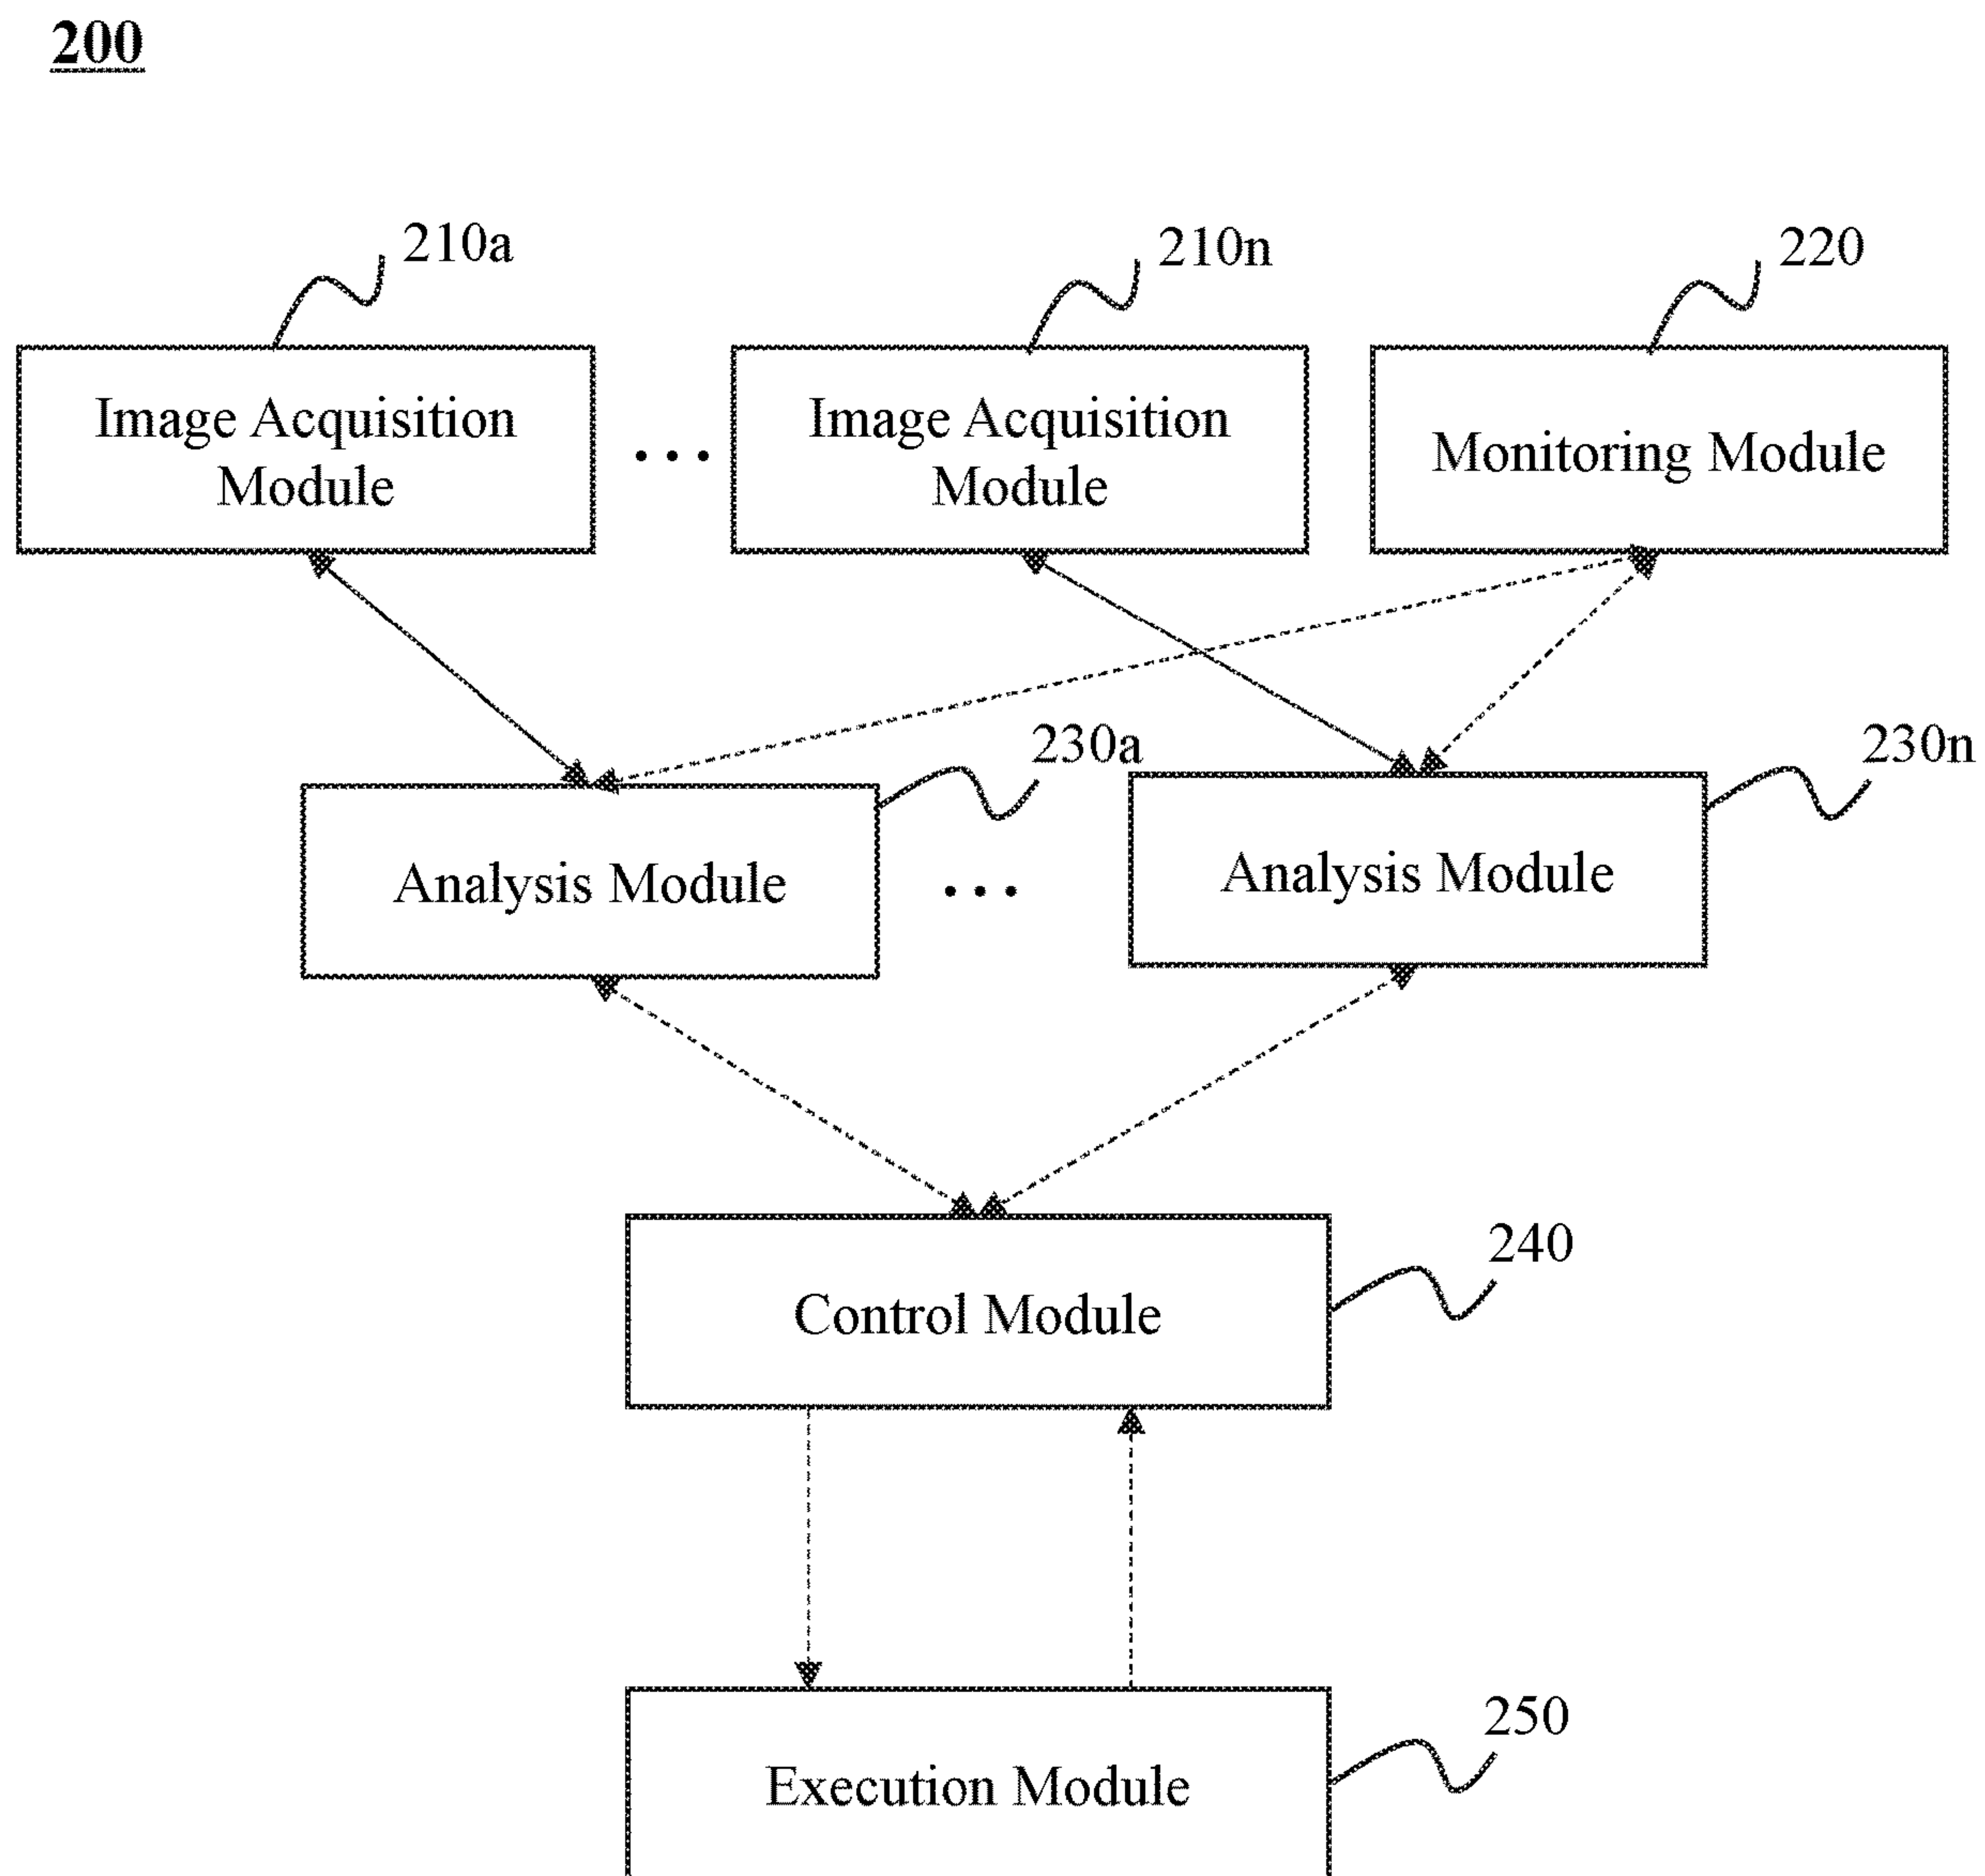 200
210a
210n
220
Image Acquisition
Module
...
Image Acquisition
Module
Monitoring Module
230a
230n
Analysis Module
...
Analysis Module
240
Control Module
250
Execution Module